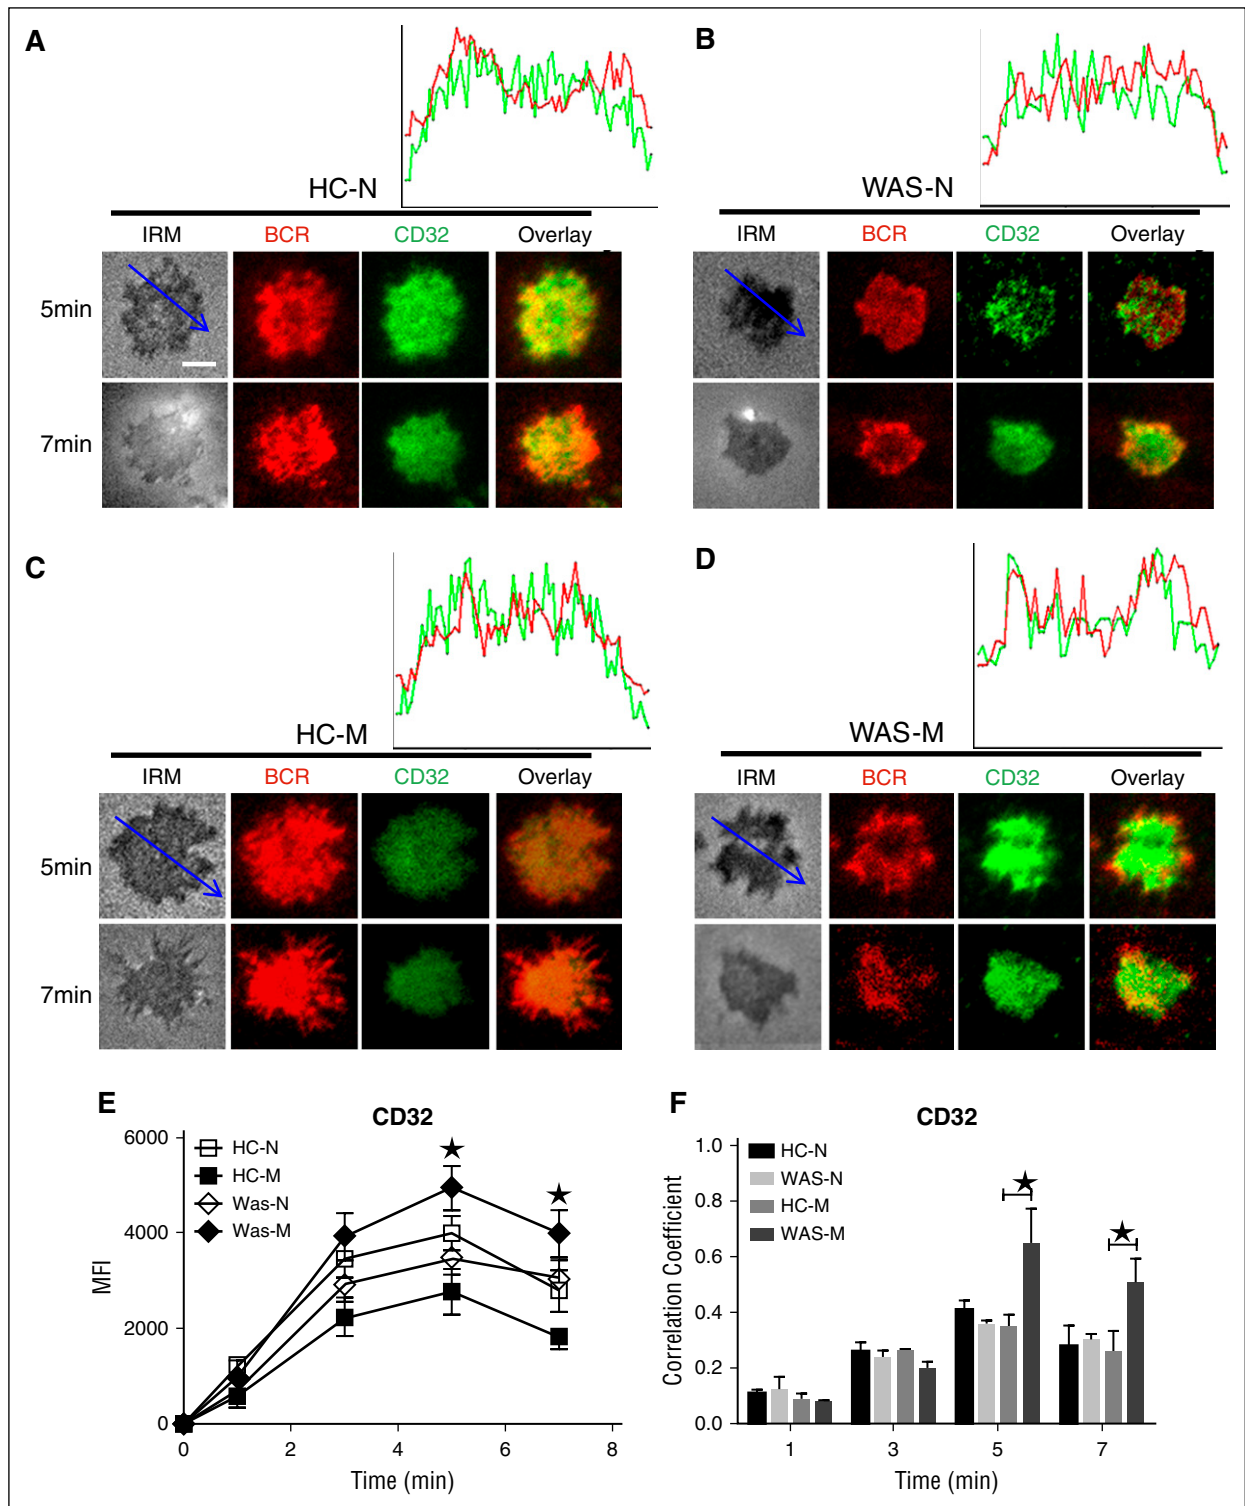 A
HC-N
IRM BCR CD32 Overlay
5min
7min
B
WAS-N
IRM BCR CD32 Overlay
C
HC-M
IRM BCR CD32 Overlay
5min
7min
D
WAS-M
IRM BCR CD32 Overlay
E
CD32
6000
4000
2000
0
MFI
HC-N
HC-M
Was-N
Was-M
0 2 4 6 8
Time (min)
F
CD32
1.0
0.8
0.6
0.4
0.2
0.0
Correlation Coefficient
HC-N
WAS-N
HC-M
WAS-M
1 3 5 7
Time (min)